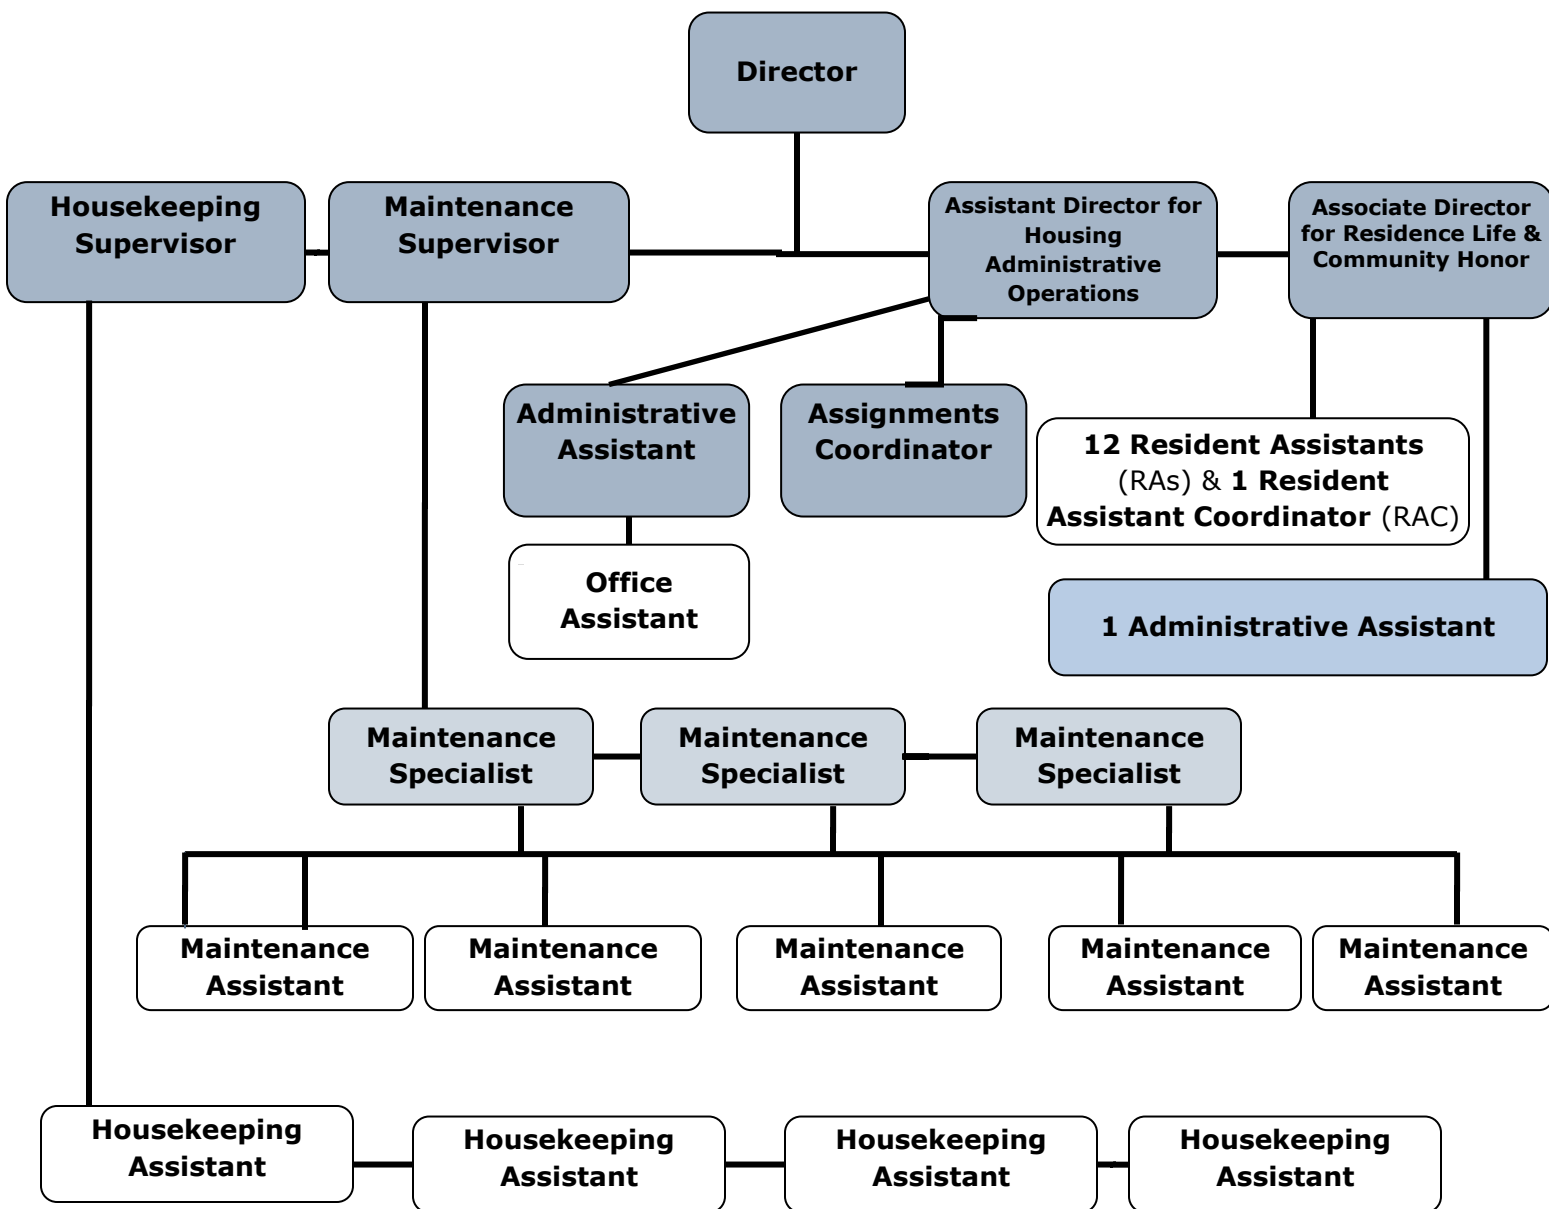 Director
Housekeeping
Supervisor
Maintenance
Supervisor
Assistant Director for
Housing
Administrative
Operations
Associate Director
for Residence Life &
Community Honor
Administrative
Assistant
Assignments
Coordinator
12 Resident Assistants
(RAs) & 1 Resident
Assistant Coordinator (RAC)
Office
Assistant
1 Administrative Assistant
Maintenance
Specialist
Maintenance
Specialist
Maintenance
Specialist
Maintenance
Assistant
Maintenance
Assistant
Maintenance
Assistant
Maintenance
Assistant
Maintenance
Assistant
Housekeeping
Assistant
Housekeeping
Assistant
Housekeeping
Assistant
Housekeeping
Assistant